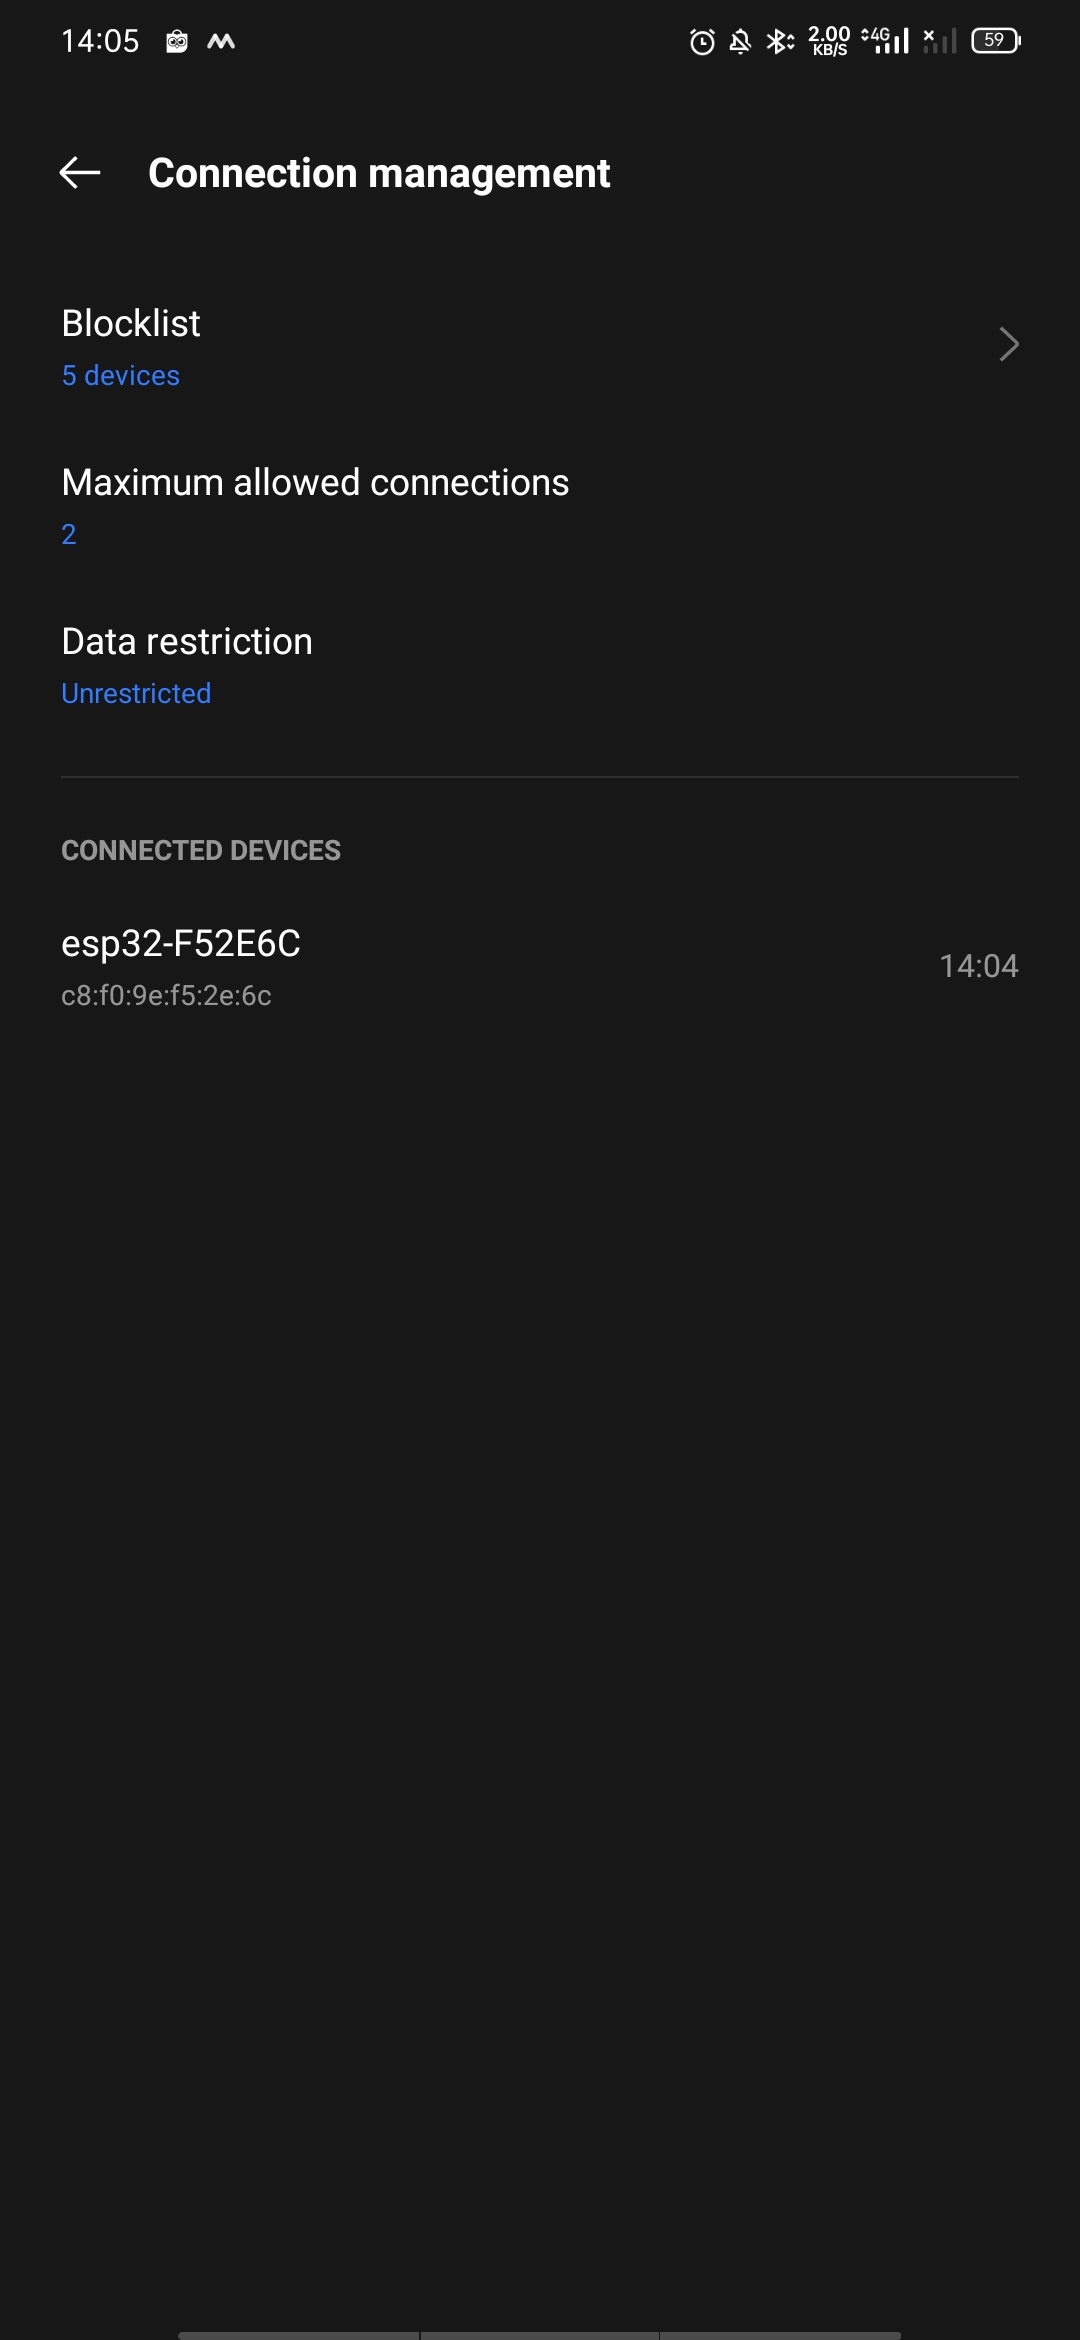 14:05
2.00 KB/S 4G 59
Connection management
Blocklist
5 devices
Maximum allowed connections
2
Data restriction
Unrestricted
CONNECTED DEVICES
esp32-F52E6C
14:04
c8:f0:9e:f5:2e:6c